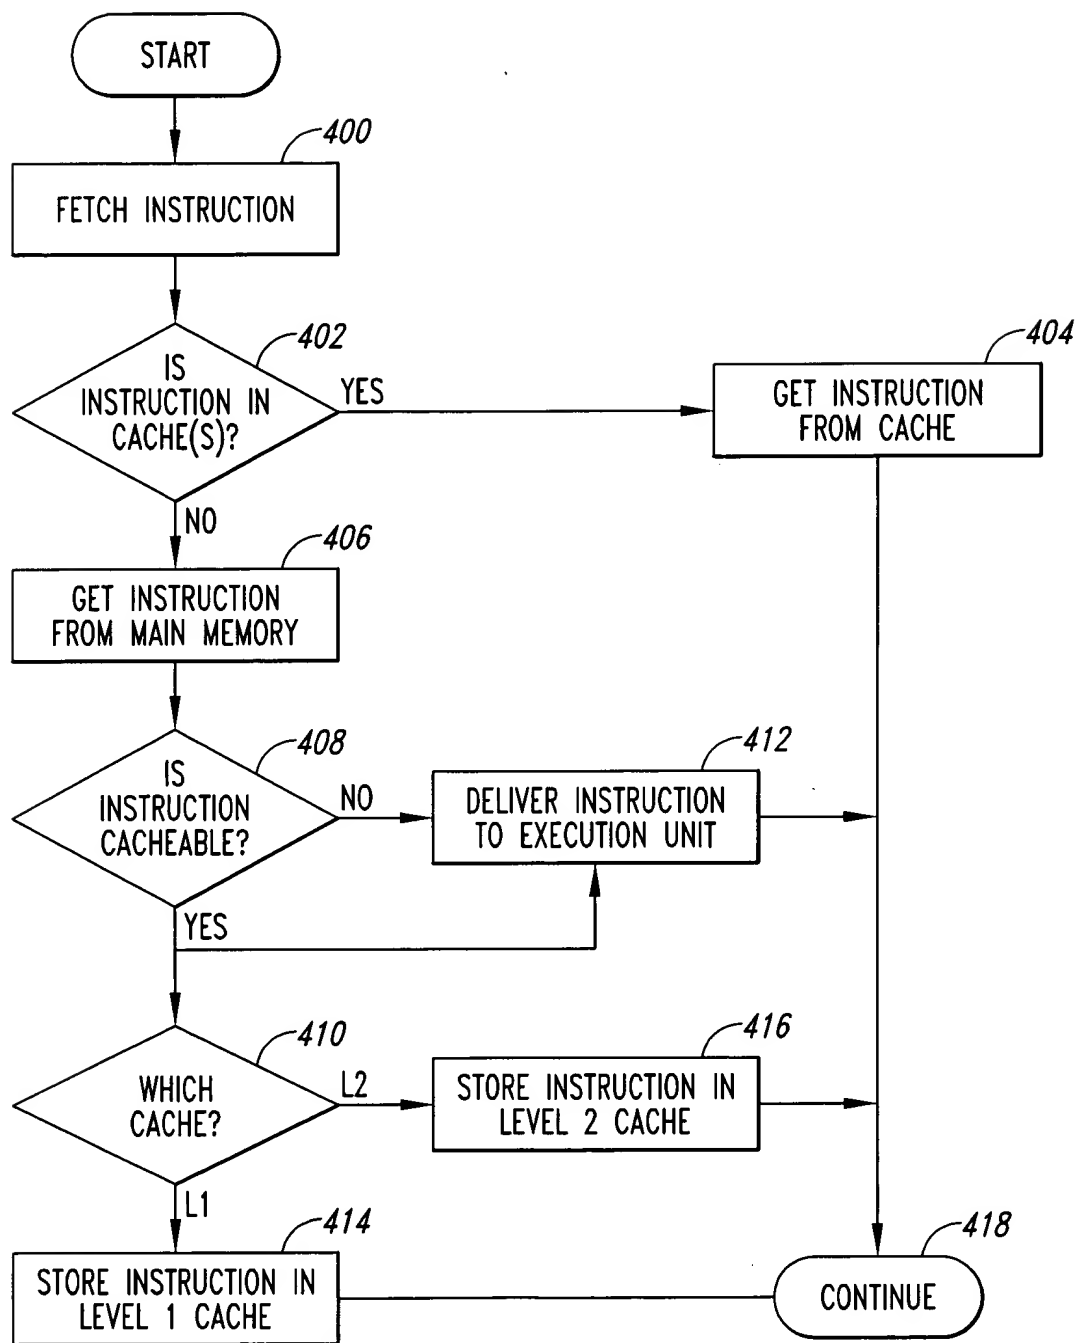 START
400
FETCH INSTRUCTION
402
IS
INSTRUCTION IN
CACHE(S)?
YES
404
GET INSTRUCTION
FROM CACHE
NO
406
GET INSTRUCTION
FROM MAIN MEMORY
408
IS
INSTRUCTION
CACHEABLE?
NO
412
DELIVER INSTRUCTION
TO EXECUTION UNIT
YES
410
WHICH
CACHE?
L2
416
STORE INSTRUCTION IN
LEVEL 2 CACHE
L1
414
STORE INSTRUCTION IN
LEVEL 1 CACHE
418
CONTINUE